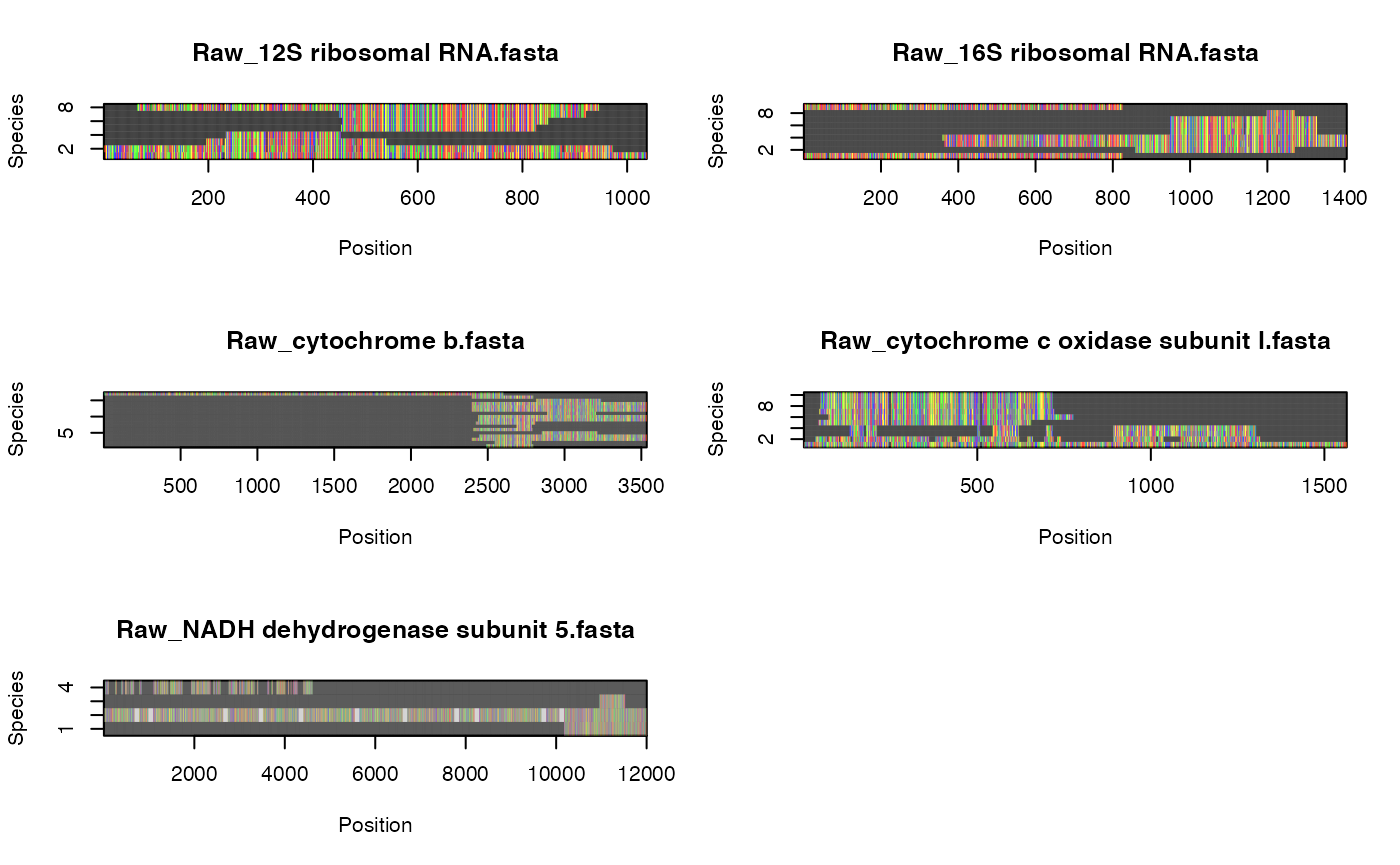 Raw_12S ribosomal RNA.fasta
Species
8
2
200 400 600 800 1000
Position
Raw_16S ribosomal RNA.fasta
Species
8
2
200 400 600 800 1000 1200 1400
Position
Raw_cytochrome b.fasta
Species
5
500 1000 1500 2000 2500 3000 3500
Position
Raw_cytochrome c oxidase subunit I.fasta
Species
8
2
500 1000 1500
Position
Raw_NADH dehydrogenase subunit 5.fasta
Species
4
1
2000 4000 6000 8000 10000 12000
Position